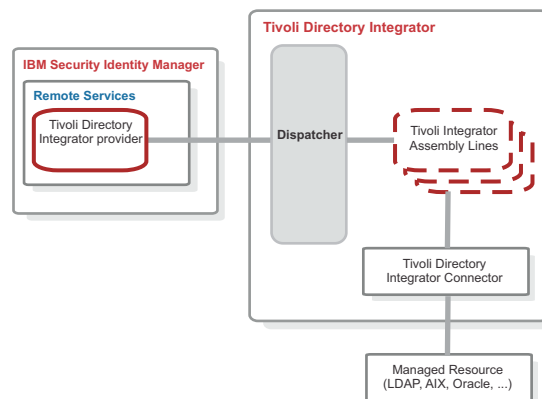 Tivoli Directory Integrator
IBM Security Identity Manager
Remote Services
Tivoli Directory
Integrator provider
Dispatcher
Tivoli Integrator
Assembly Lines
Tivoli Directory
Integrator Connector
Managed Resource
(LDAP, AIX, Oracle, ...)